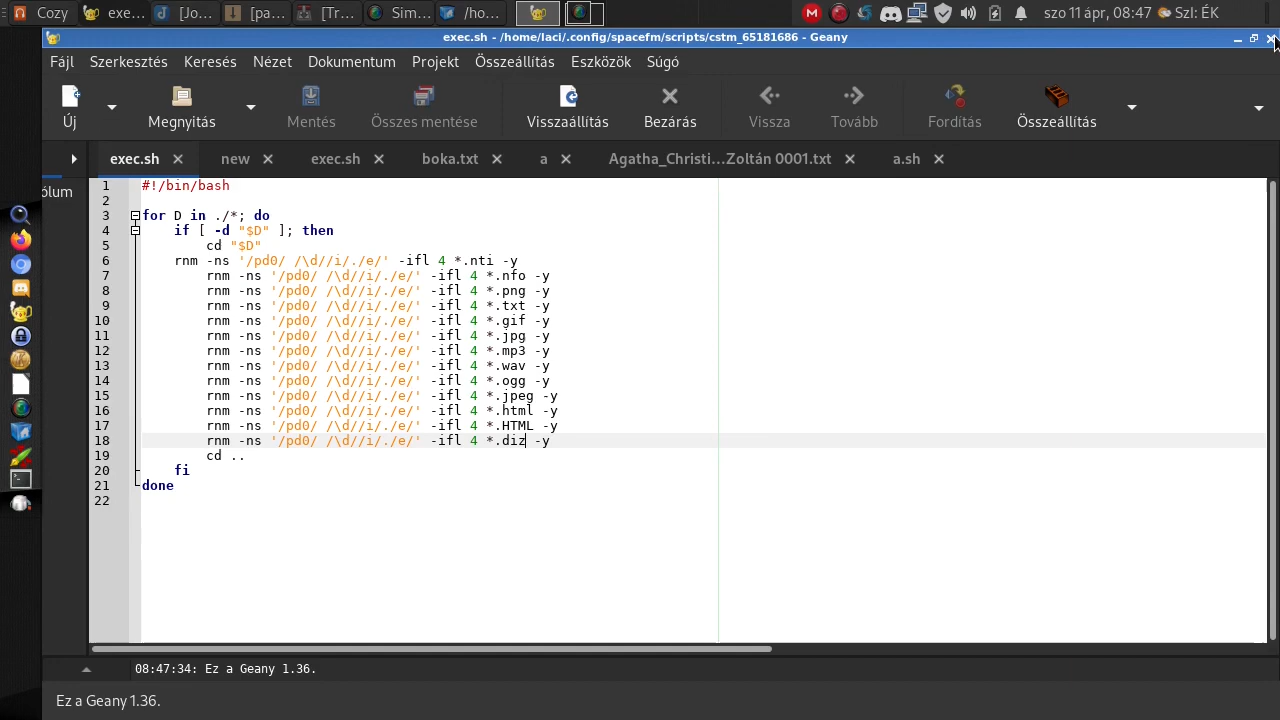 Cozy exe... [Jo... [pa... [Tr... Sim... /ho... M szo 11 ápr, 08:47 Szl: ÉK
exec.sh - /home/laci/.config/spacefm/scripts/cstm_65181686 - Geany
Fájl Szerkesztés Keresés Nézet Dokumentum Projekt Összeállítás Eszközök Súgó
Új Megnyitás Mentés Összes mentése Visszaállítás Bezárás Vissza Tovább Fordítás Összeállítás
exec.sh new exec.sh boka.txt a Agatha_Christi...Zoltán 0001.txt a.sh
ólum
1 #!/bin/bash
2
3 for D in ./*; do
4 if [ -d "$D" ]; then
5 cd "$D"
6 rnm -ns '/pd0/ /\d//i/./e/' -ifl 4 *.nti -y
7 rnm -ns '/pd0/ /\d//i/./e/' -ifl 4 *.nfo -y
8 rnm -ns '/pd0/ /\d//i/./e/' -ifl 4 *.png -y
9 rnm -ns '/pd0/ /\d//i/./e/' -ifl 4 *.txt -y
10 rnm -ns '/pd0/ /\d//i/./e/' -ifl 4 *.gif -y
11 rnm -ns '/pd0/ /\d//i/./e/' -ifl 4 *.jpg -y
12 rnm -ns '/pd0/ /\d//i/./e/' -ifl 4 *.mp3 -y
13 rnm -ns '/pd0/ /\d//i/./e/' -ifl 4 *.wav -y
14 rnm -ns '/pd0/ /\d//i/./e/' -ifl 4 *.ogg -y
15 rnm -ns '/pd0/ /\d//i/./e/' -ifl 4 *.jpeg -y
16 rnm -ns '/pd0/ /\d//i/./e/' -ifl 4 *.html -y
17 rnm -ns '/pd0/ /\d//i/./e/' -ifl 4 *.HTML -y
18 rnm -ns '/pd0/ /\d//i/./e/' -ifl 4 *.diz -y
19 cd ..
20 fi
21 done
22
08:47:34: Ez a Geany 1.36.
Ez a Geany 1.36.